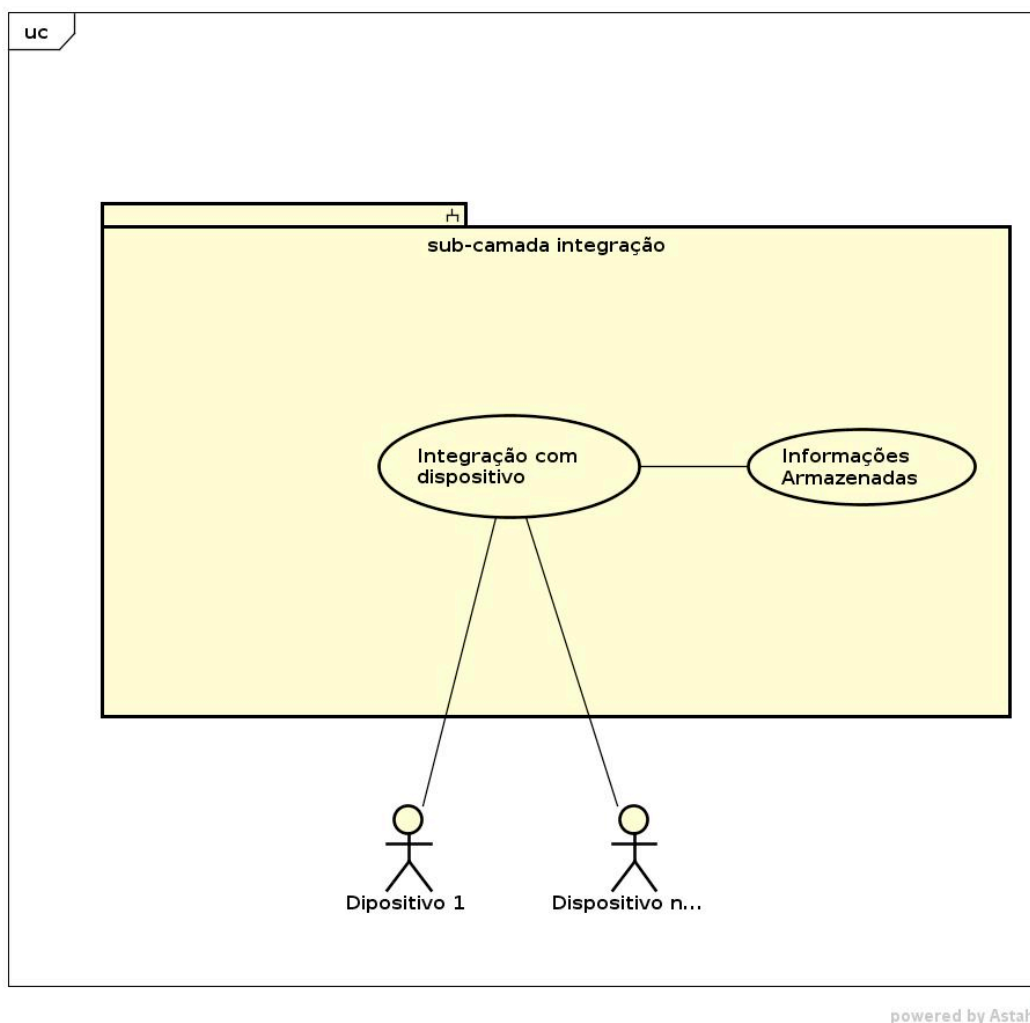 uc
sub-camada integração
Integração com
dispositivo
Informações
Armazenadas
Dipositivo 1
Dispositivo n...
powered by Astah